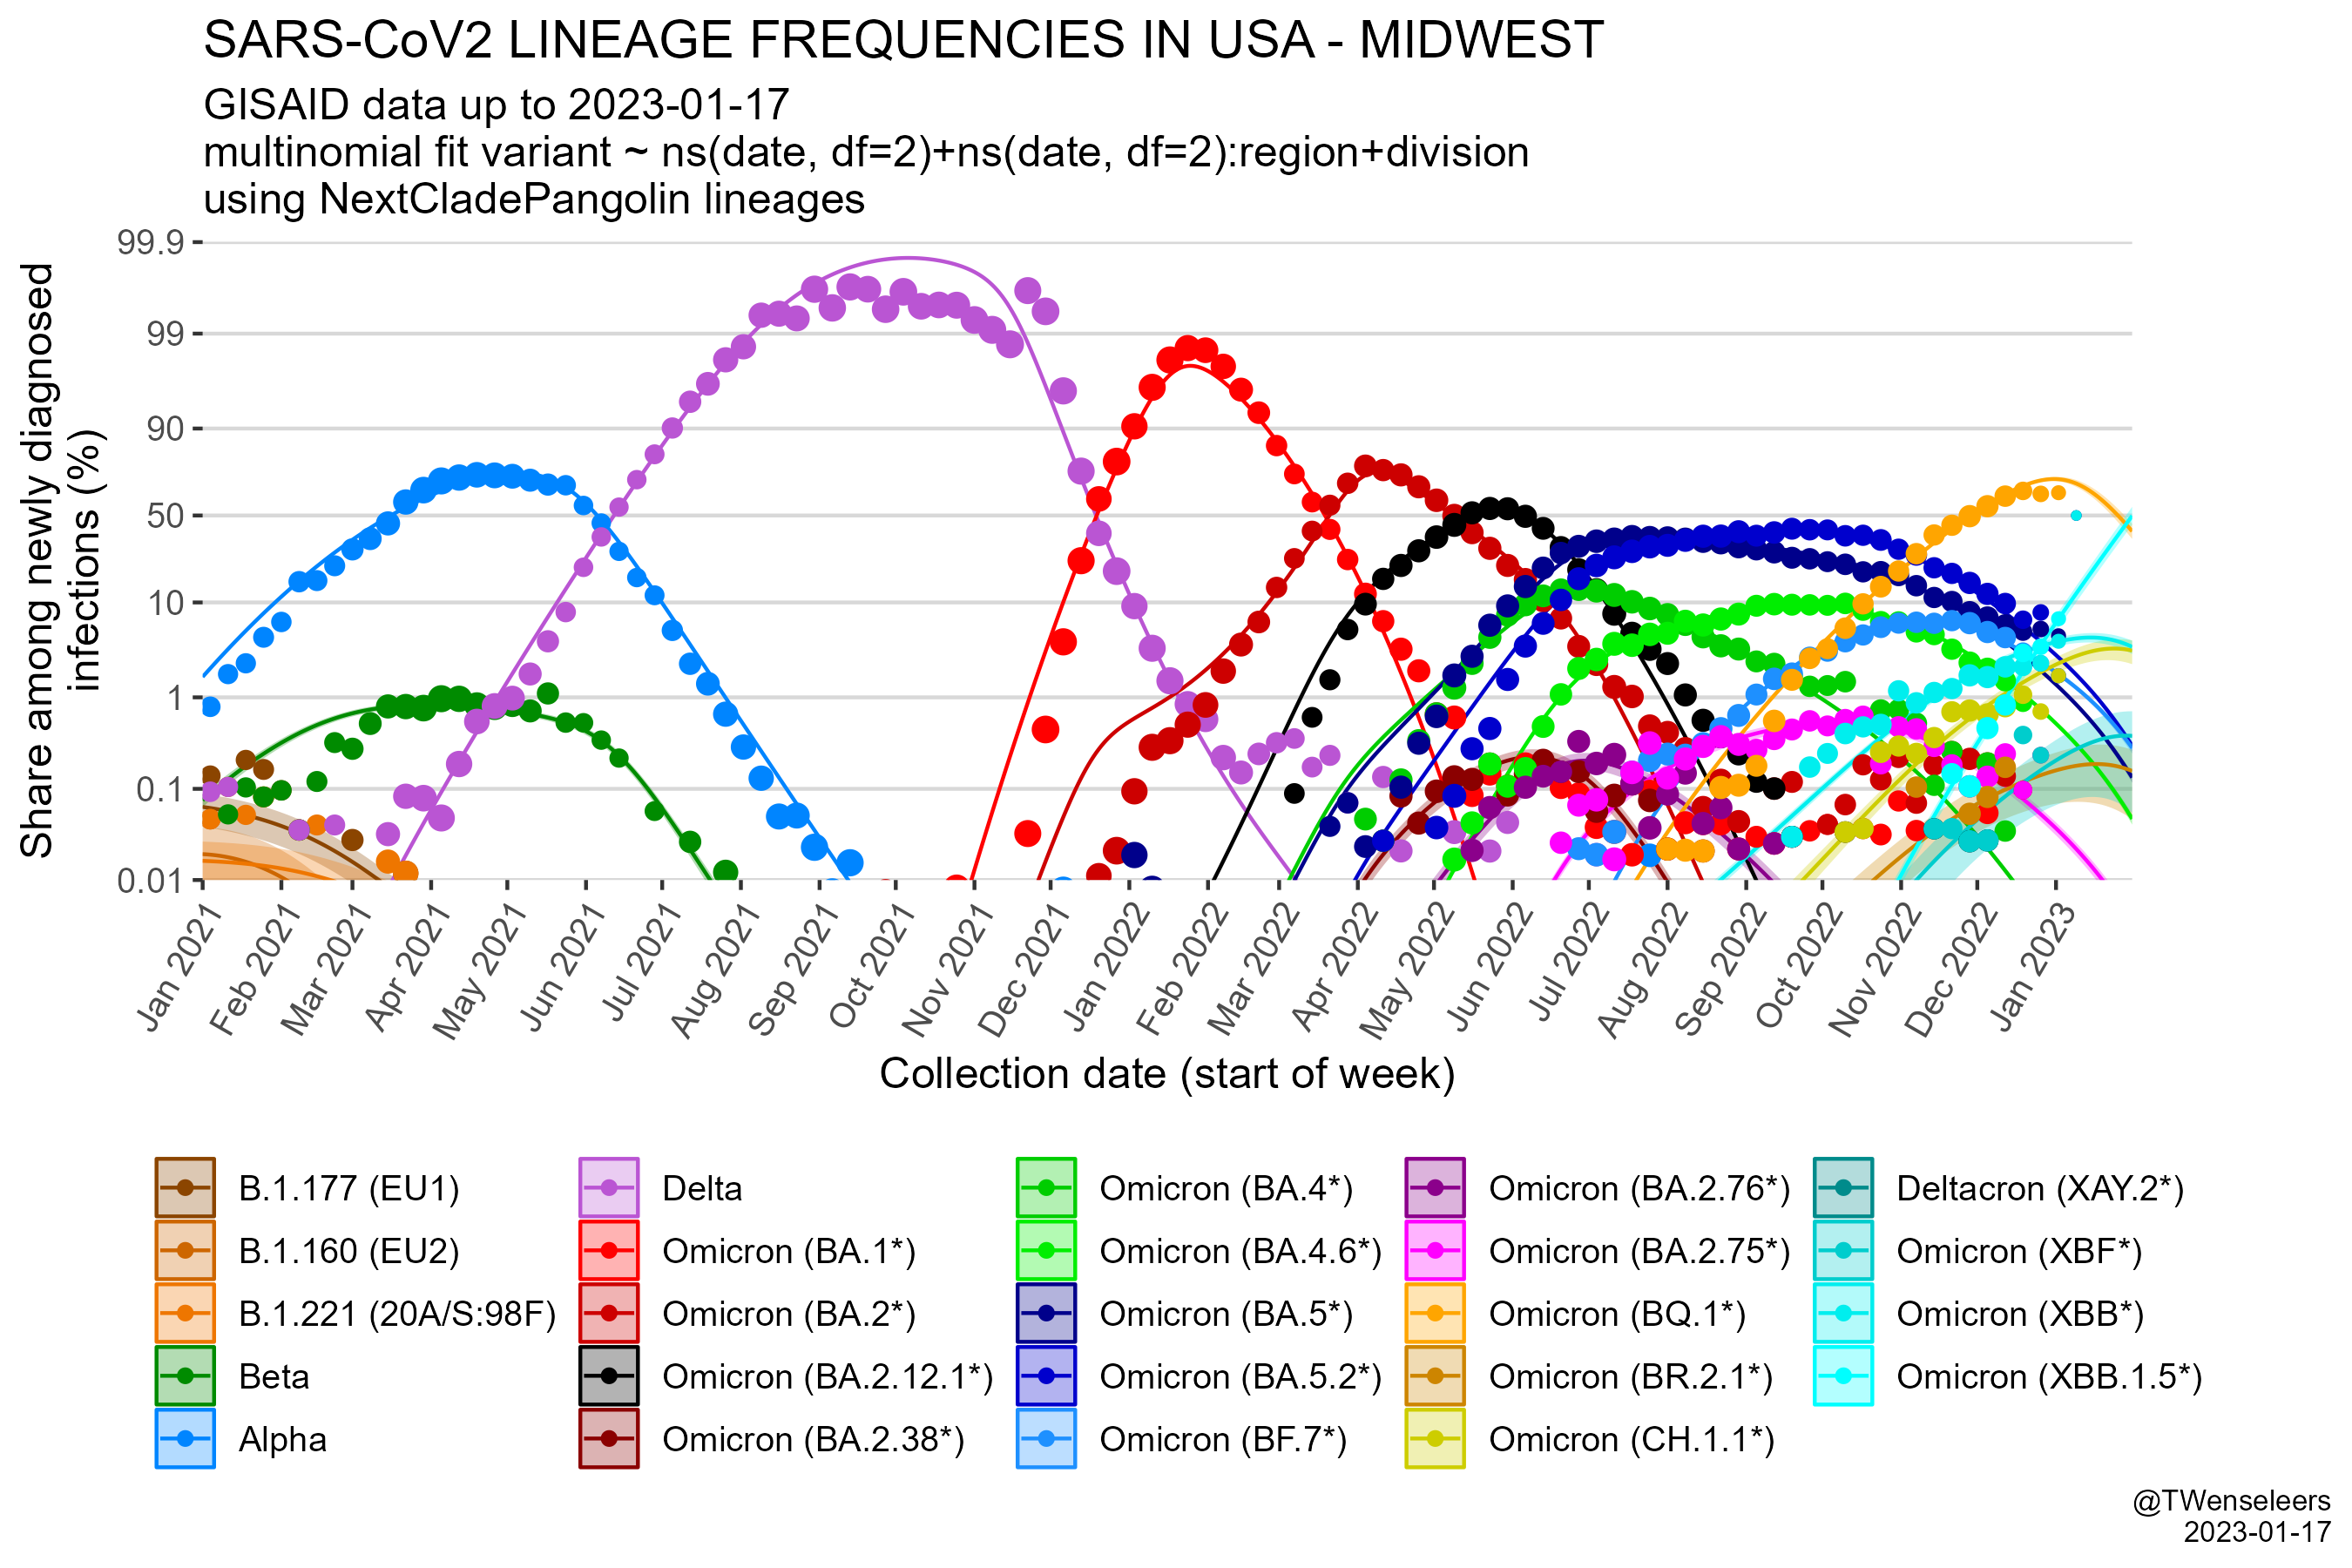 SARS-CoV2 LINEAGE FREQUENCIES IN USA - MIDWEST
GISAID data up to 2023-01-17
multinomial fit variant ~ ns(date, df=2)+ns(date, df=2):region+division
using NextCladePangolin lineages
Share among newly diagnosed
infections (%)
99.9
99
90
50
10
1
0.1
0.01
Jan 2021
Feb 2021
Mar 2021
Apr 2021
May 2021
Jun 2021
Jul 2021
Aug 2021
Sep 2021
Oct 2021
Nov 2021
Dec 2021
Jan 2022
Feb 2022
Mar 2022
Apr 2022
May 2022
Jun 2022
Jul 2022
Aug 2022
Sep 2022
Oct 2022
Nov 2022
Dec 2022
Jan 2023
Collection date (start of week)
B.1.177 (EU1)
B.1.160 (EU2)
B.1.221 (20A/S:98F)
Beta
Alpha
Delta
Omicron (BA.1*)
Omicron (BA.2*)
Omicron (BA.2.12.1*)
Omicron (BA.2.38*)
Omicron (BA.4*)
Omicron (BA.4.6*)
Omicron (BA.5*)
Omicron (BA.5.2*)
Omicron (BF.7*)
Omicron (BA.2.76*)
Omicron (BA.2.75*)
Omicron (BQ.1*)
Omicron (BR.2.1*)
Omicron (CH.1.1*)
Deltacron (XAY.2*)
Omicron (XBF*)
Omicron (XBB*)
Omicron (XBB.1.5*)
@TWenseleers
2023-01-17